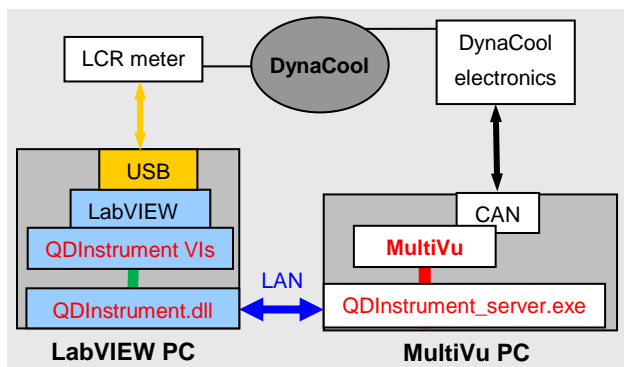 LCR meter
DynaCool
DynaCool
electronics
USB
LabVIEW
QDInstrument VIs
QDInstrument.dll
LabVIEW PC
LAN
CAN
MultiVu
QDInstrument_server.exe
MultiVu PC